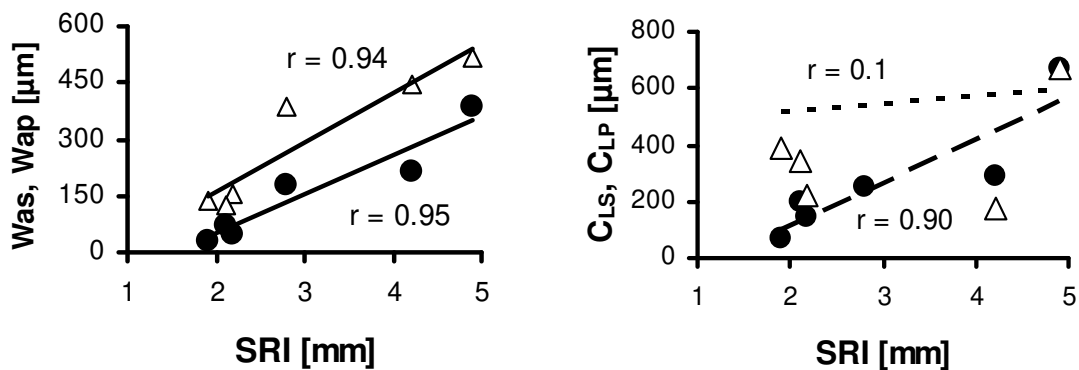 600
450
300
150
0
Was, Wap [µm]
r = 0.94
r = 0.95
1 2 3 4 5
SRI [mm]
800
600
400
200
0
CLS, CLP [µm]
r = 0.1
r = 0.90
1 2 3 4 5
SRI [mm]